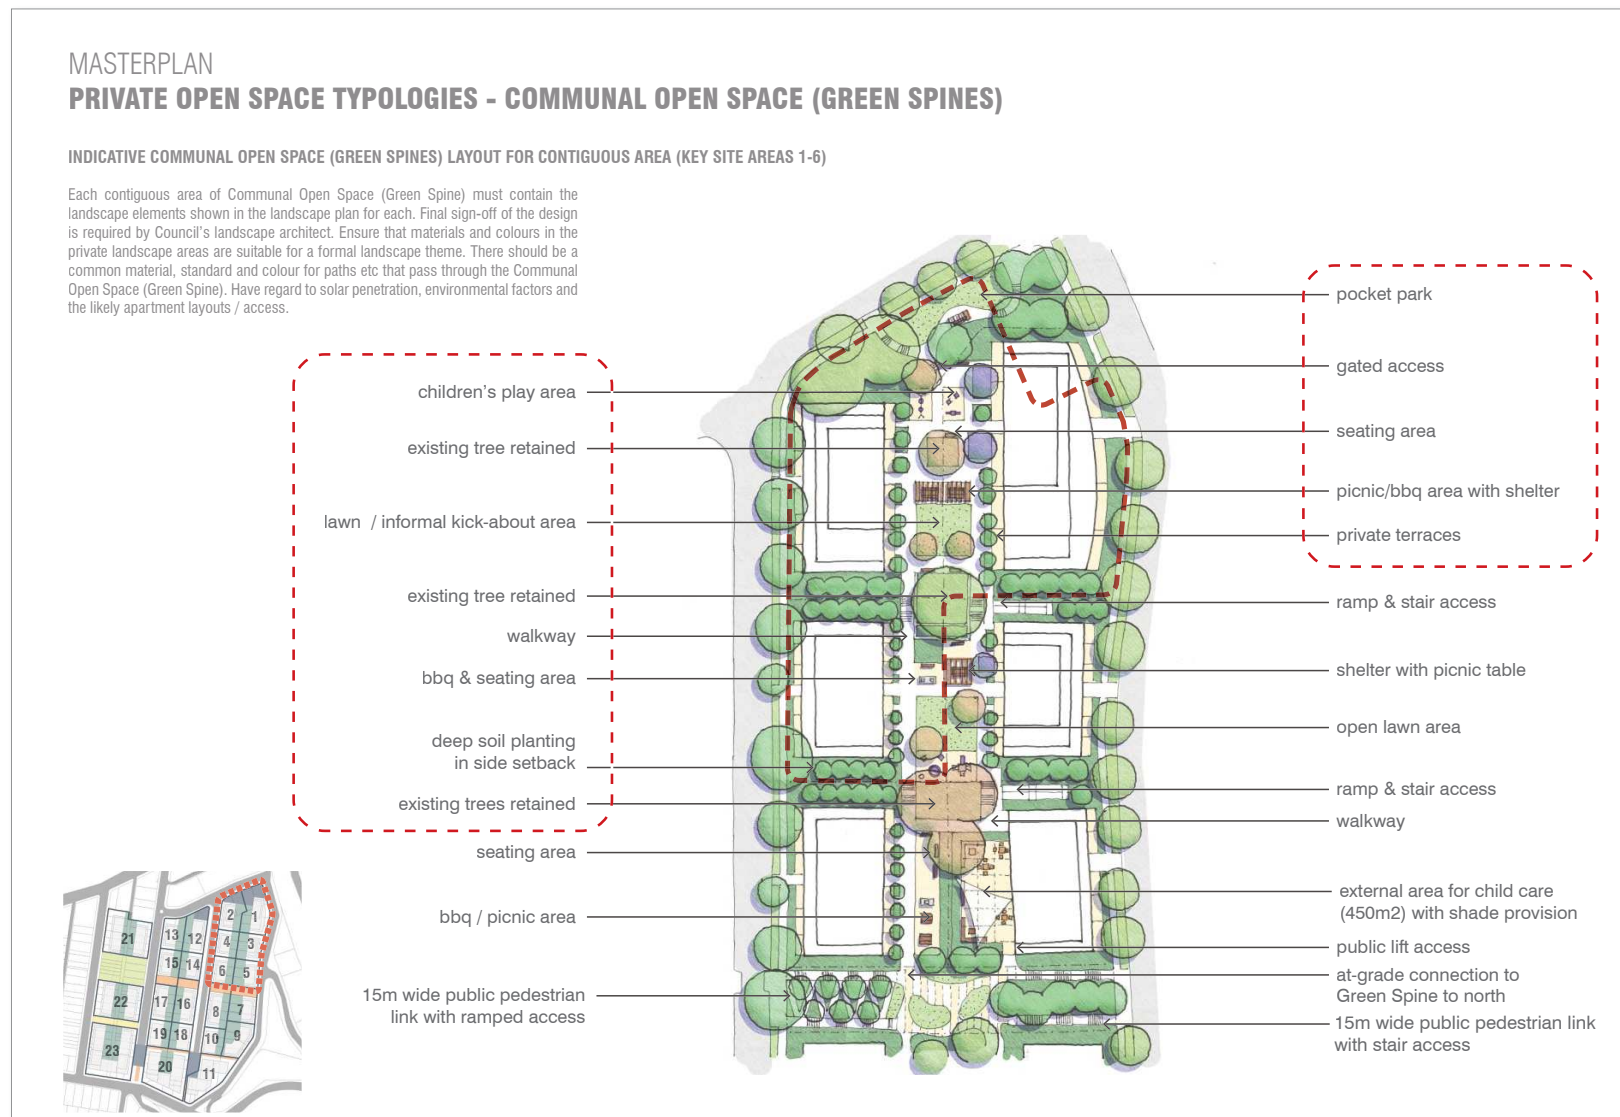 MASTERPLAN
PRIVATE OPEN SPACE TYPOLOGIES - COMMUNAL OPEN SPACE (GREEN SPINES)
INDICATIVE COMMUNAL OPEN SPACE (GREEN SPINES) LAYOUT FOR CONTIGUOUS AREA (KEY SITE AREAS 1-6)
Each contiguous area of Communal Open Space (Green Spine) must contain the
landscape elements shown in the landscape plan for each. Final sign-off of the design
is required by Council's landscape architect. Ensure that materials and colours in the
private landscape areas are suitable for a formal landscape theme. There should be a
common material, standard and colour for paths etc that pass through the Communal
Open Space (Green Spine). Have regard to solar penetration, environmental factors and
the likely apartment layouts / access.
children's play area
existing tree retained
lawn / informal kick-about area
existing tree retained
walkway
bbq & seating area
deep soil planting
in side setback
existing trees retained
seating area
bbq / picnic area
15m wide public pedestrian
link with ramped access
pocket park
gated access
seating area
picnic/bbq area with shelter
private terraces
ramp & stair access
shelter with picnic table
open lawn area
ramp & stair access
walkway
external area for child care
(450m2) with shade provision
public lift access
at-grade connection to
Green Spine to north
15m wide public pedestrian link
with stair access
2 1
21 13 12 4 3
15 14 6 5
22 17 16 8 7
23 19 18 10 9
20 11